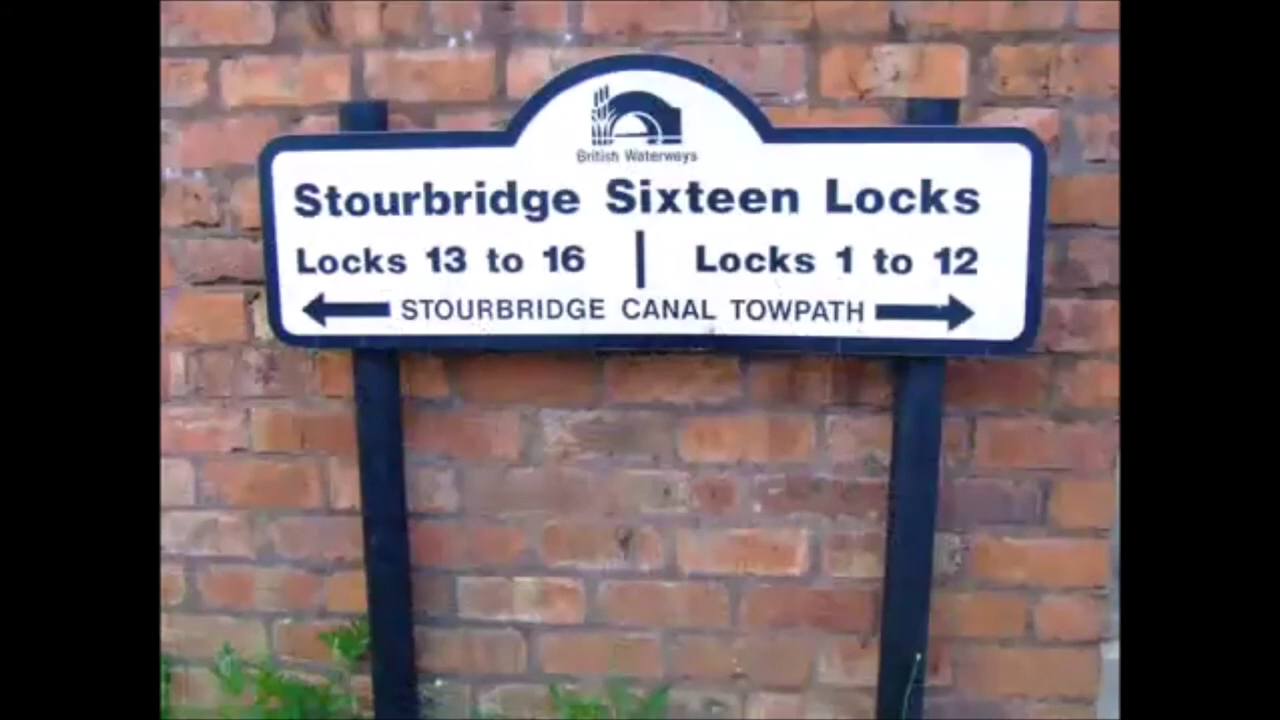 British Waterways
Stourbridge Sixteen Locks
Locks 13 to 16 | Locks 1 to 12
STOURBRIDGE CANAL TOWPATH